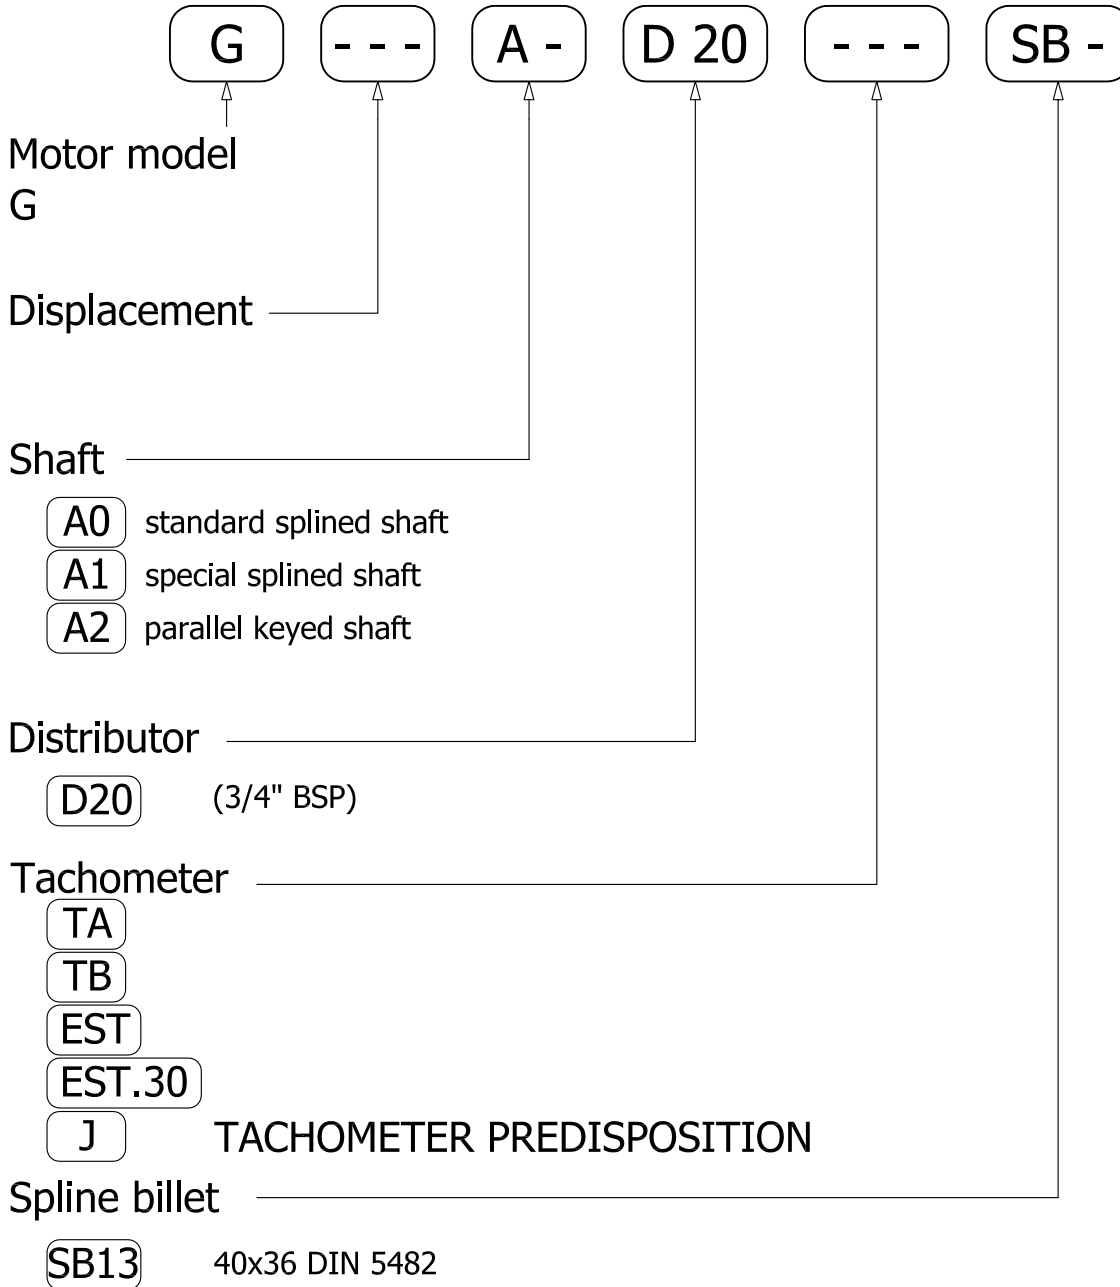 G - - - A - D 20 - - - SB -
Motor model
G
Displacement
Shaft
A0 standard splined shaft
A1 special splined shaft
A2 parallel keyed shaft
Distributor
D20 (3/4" BSP)
Tachometer
TA
TB
EST
EST.30
J TACHOMETER PREDISPOSITION
Spline billet
SB13 40x36 DIN 5482